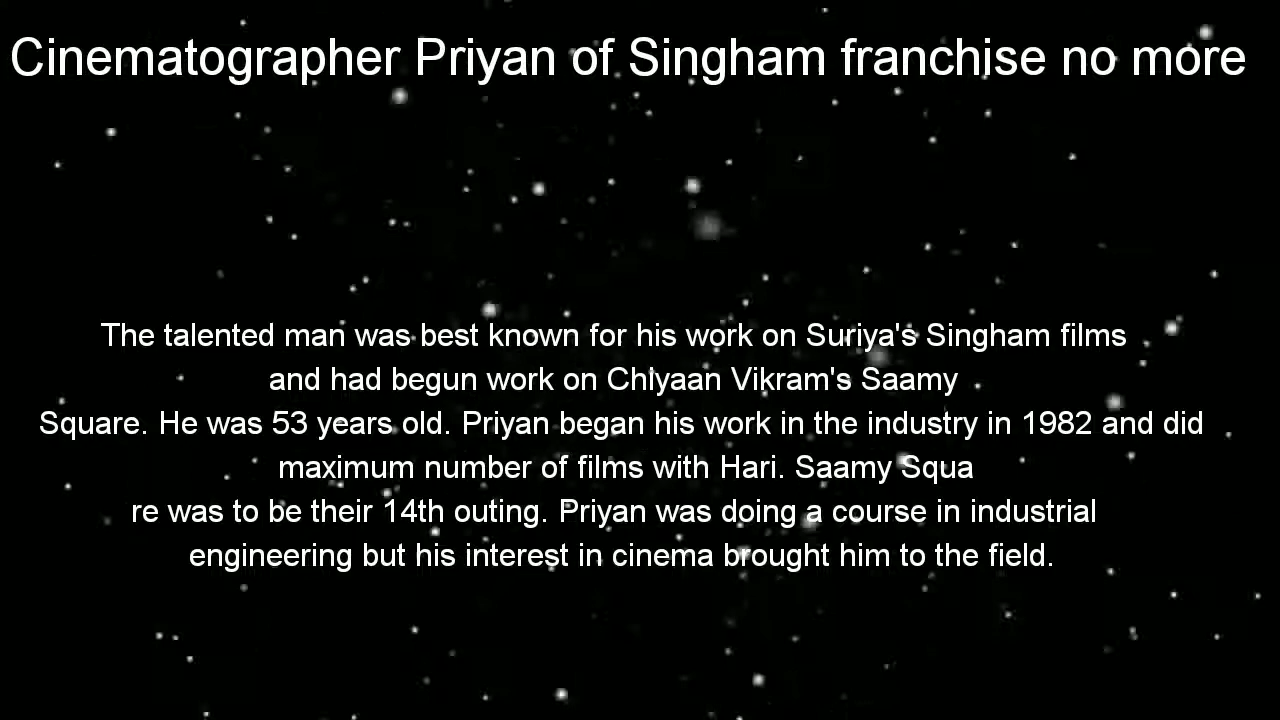 Cinematographer Priyan of Singham franchise no more
The talented man was best known for his work on Suriya's Singham films
and had begun work on Chiyaan Vikram's Saamy
Square. He was 53 years old. Priyan began his work in the industry in 1982 and did
maximum number of films with Hari. Saamy Squa
re was to be their 14th outing. Priyan was doing a course in industrial
engineering but his interest in cinema brought him to the field.